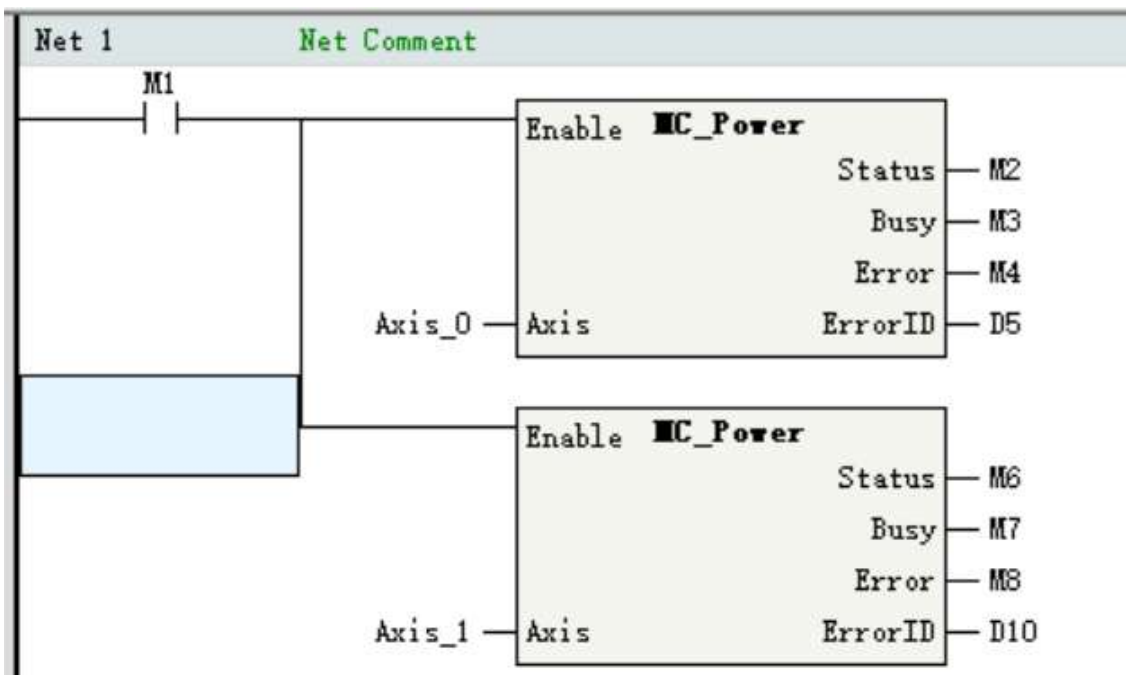 Net 1 Net Comment
M1
Enable MC_Power
Status M2
Busy M3
Error M4
Axis_0 Axis ErrorID D5
Enable MC_Power
Status M6
Busy M7
Error M8
Axis_1 Axis ErrorID D10